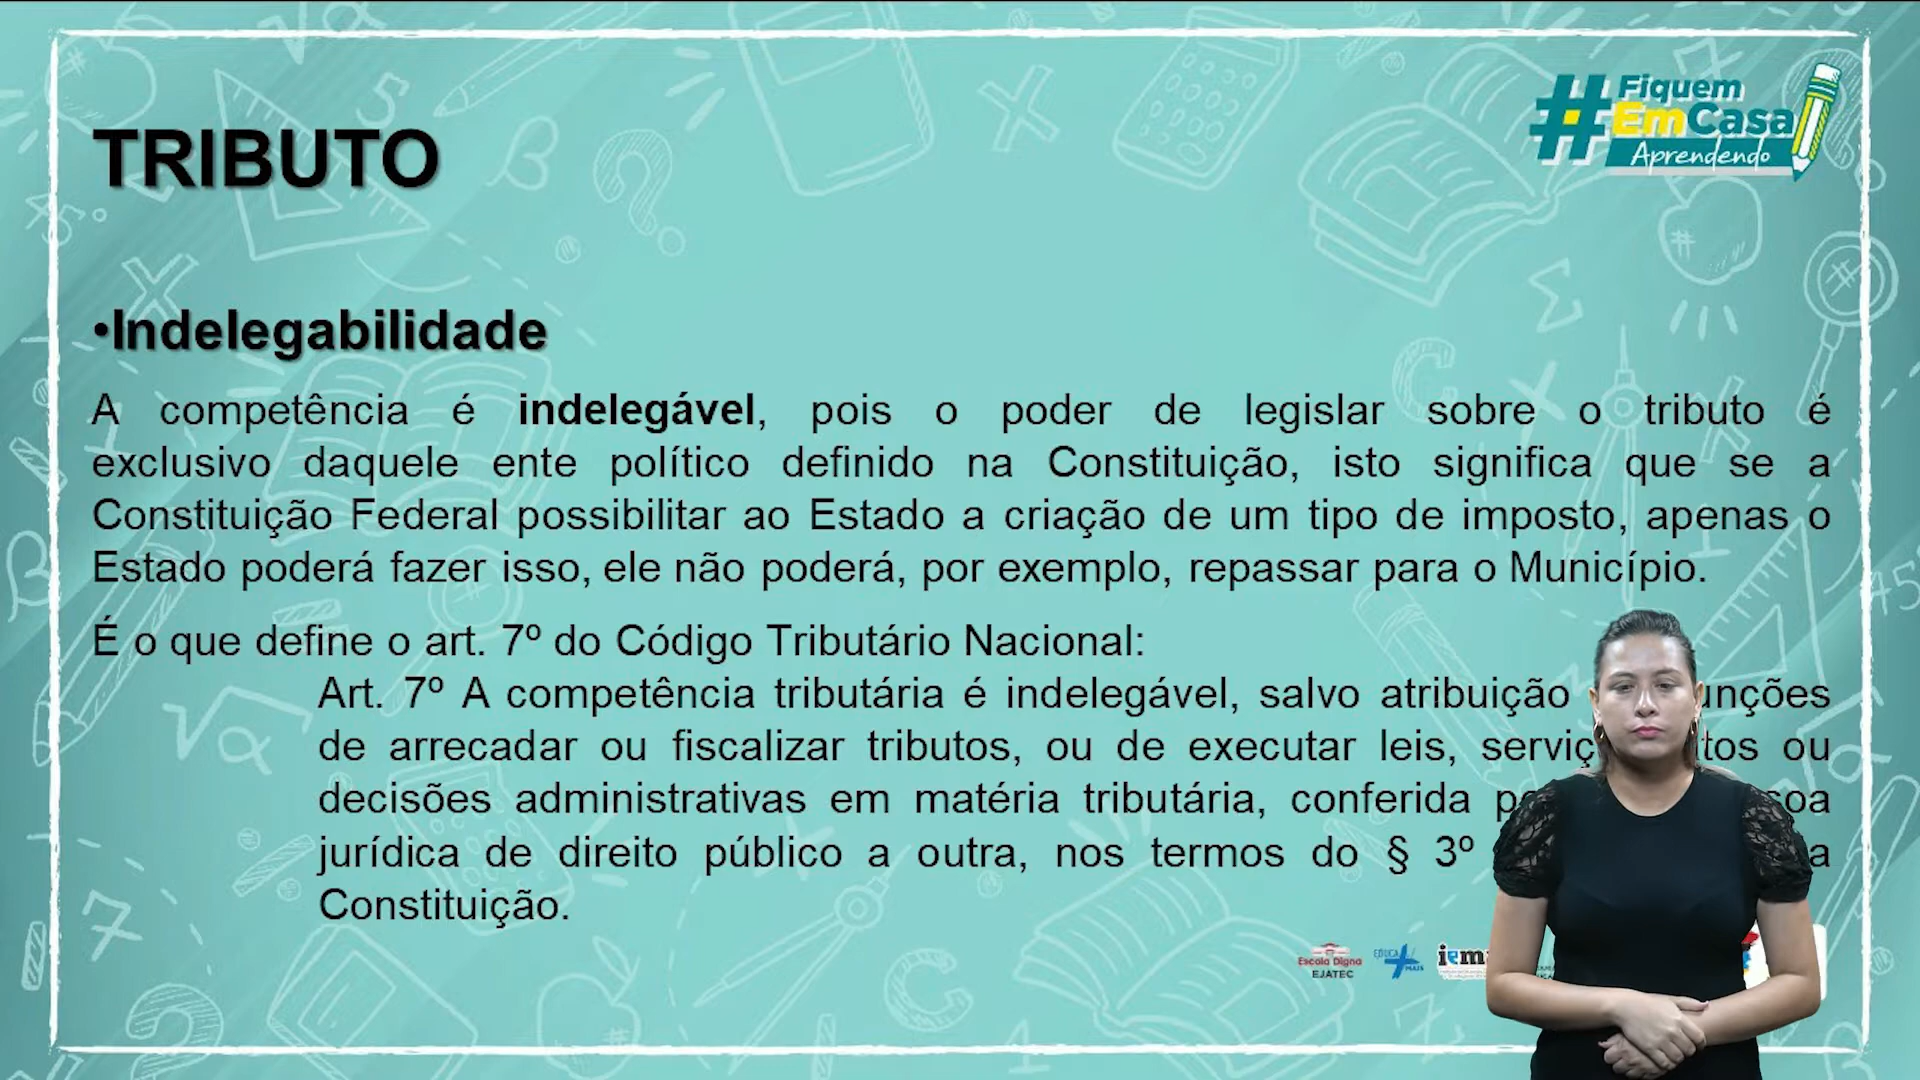 #Fiquem
EmCasa
Aprendendo
TRIBUTO
•Indelegabilidade
A competência é indelegável, pois o poder de legislar sobre o tributo é
exclusivo daquele ente político definido na Constituição, isto significa que se a
Constituição Federal possibilitar ao Estado a criação de um tipo de imposto, apenas o
Estado poderá fazer isso, ele não poderá, por exemplo, repassar para o Município.
É o que define o art. 7º do Código Tributário Nacional:
Art. 7º A competência tributária é indelegável, salvo atribuição
de arrecadar ou fiscalizar tributos, ou de executar leis,
decisões administrativas em matéria tributária, conferida
jurídica de direito público a outra, nos termos do § 3º
Constituição.
Escola Digna
EJATEC
EDUCA
MAIS